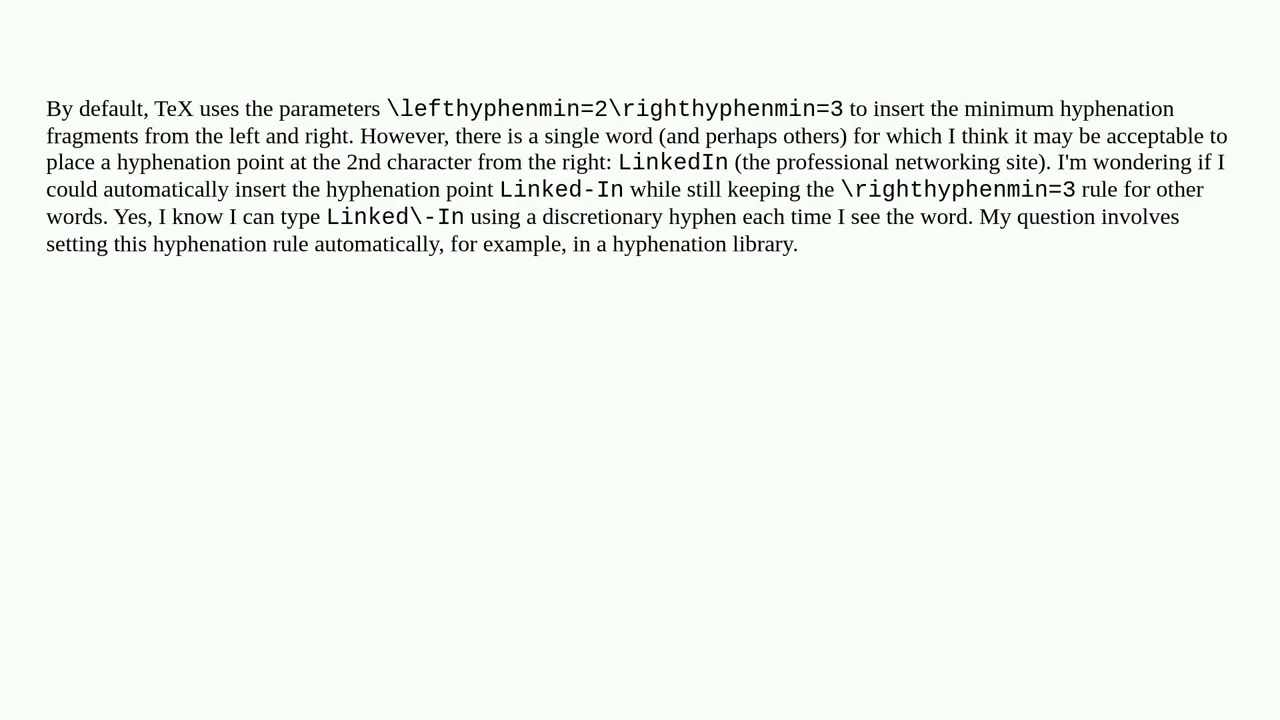 By default, TeX uses the parameters \lefthyphenmin=2\righthyphenmin=3 to insert the minimum hyphenation
fragments from the left and right. However, there is a single word (and perhaps others) for which I think it may be acceptable to
place a hyphenation point at the 2nd character from the right: LinkedIn (the professional networking site). I'm wondering if I
could automatically insert the hyphenation point Linked-In while still keeping the \righthyphenmin=3 rule for other
words. Yes, I know I can type Linked\-In using a discretionary hyphen each time I see the word. My question involves
setting this hyphenation rule automatically, for example, in a hyphenation library.